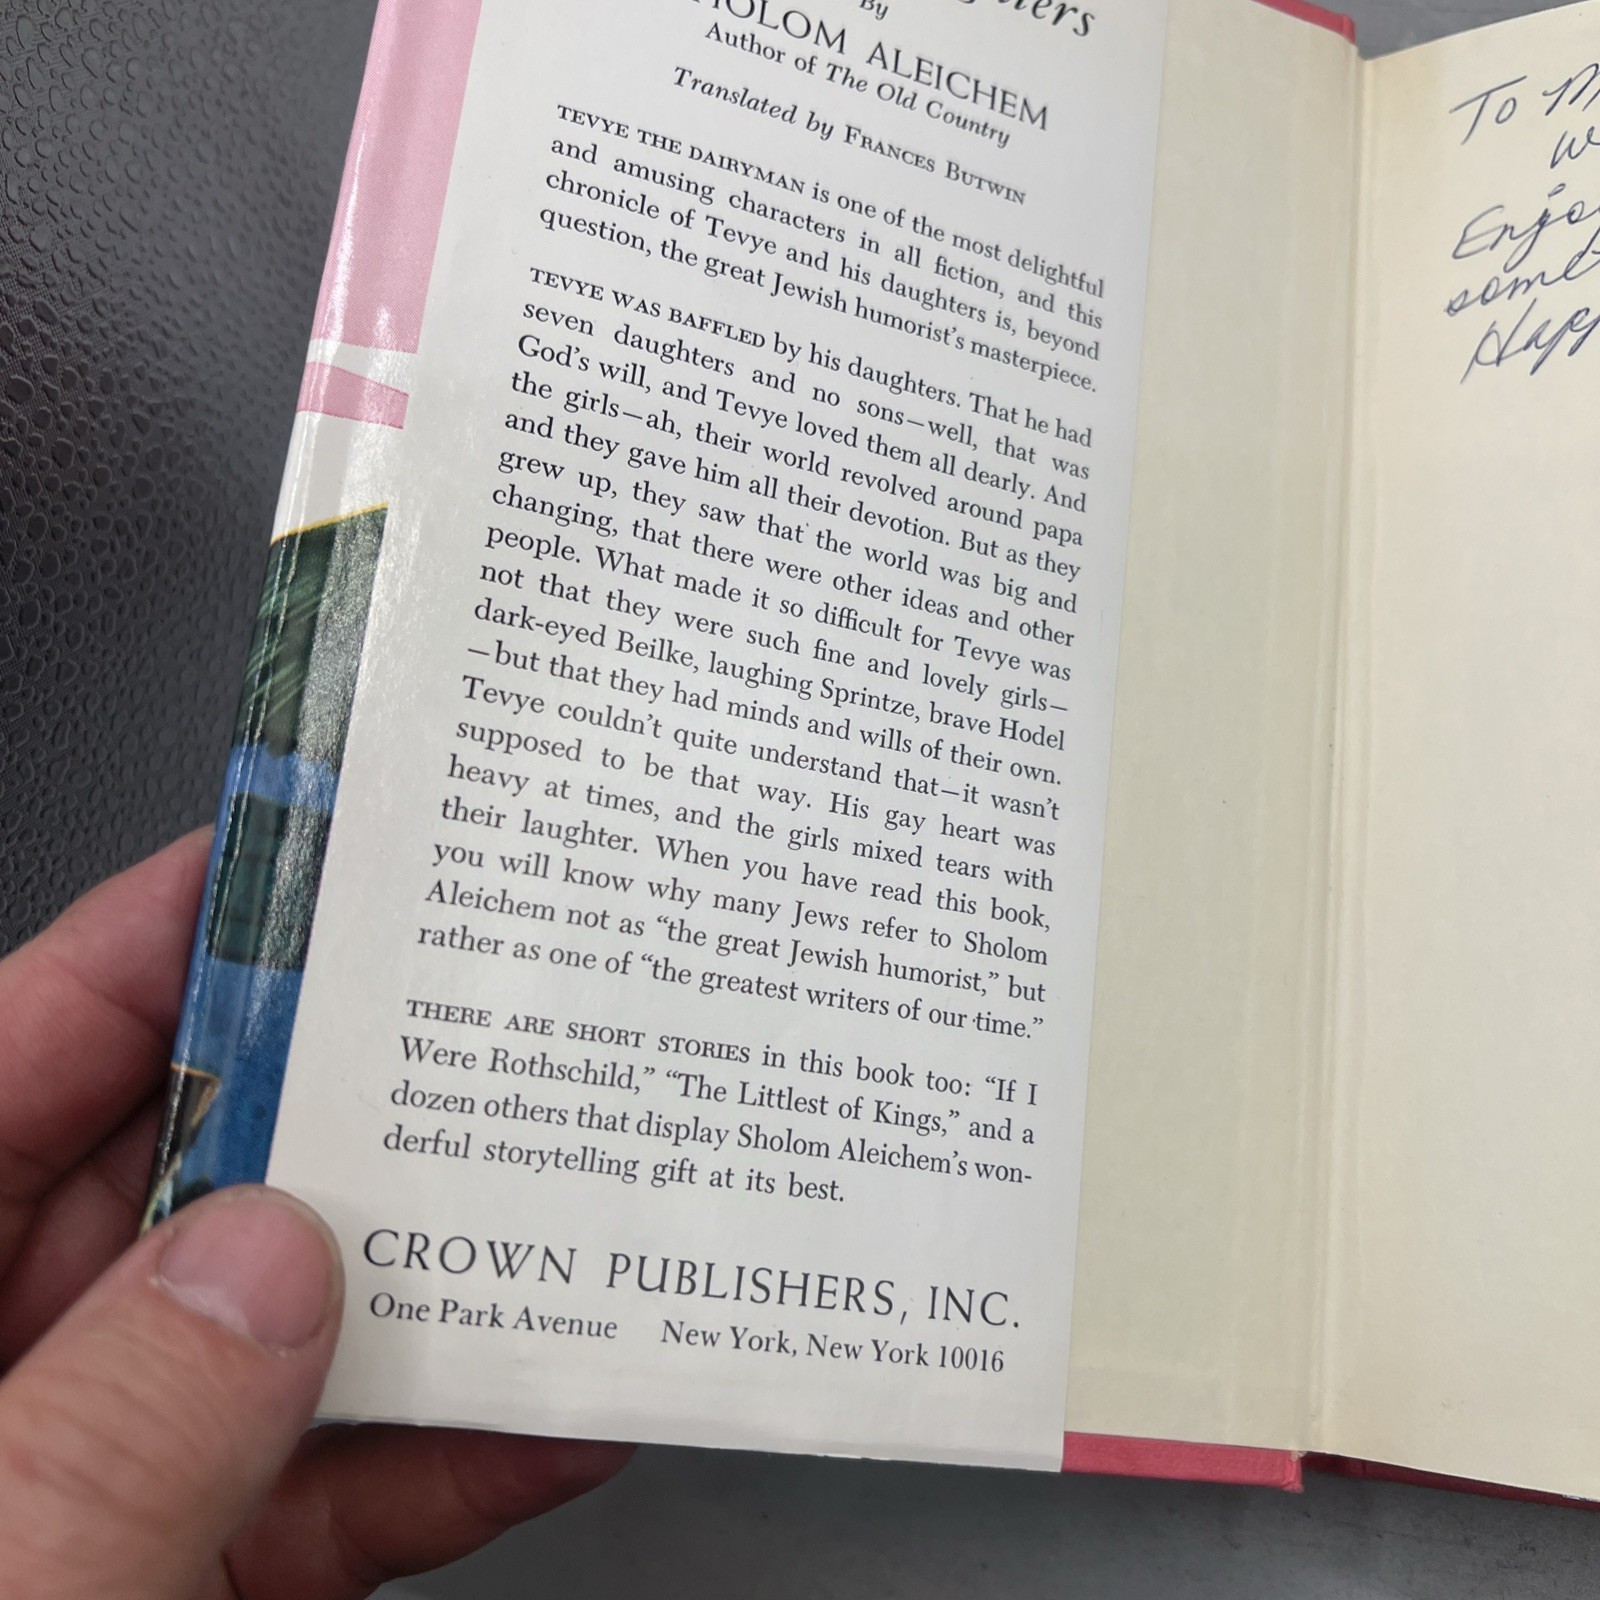 By
SHOLOM ALEICHEM
Author of The Old Country
Translated by FRANCES BUTWIN
TEVYE THE DAIRYMAN is one of the most delightful
and amusing characters in all fiction, and this
chronicle of Tevye and his daughters is, beyond
question, the great Jewish humorist's masterpiece.
TEVYE WAS BAFFLED by his daughters. That he had
seven daughters and no sons—well, that was
God's will, and Tevye loved them all dearly. And
the girls—ah, their world revolved around papa
and they gave him all their devotion. But as they
grew up, they saw that the world was big and
changing, that there were other ideas and other
people. What made it so difficult for Tevye was
not that they were such fine and lovely girls—
dark-eyed Beilke, laughing Sprintze, brave Hodel
—but that they had minds and wills of their own.
Tevye couldn't quite understand that—it wasn't
supposed to be that way. His gay heart was
heavy at times, and the girls mixed tears with
their laughter. When you have read this book,
you will know why many Jews refer to Sholom
Aleichem not as “the great Jewish humorist,” but
rather as one of “the greatest writers of our time.”
THERE ARE SHORT STORIES in this book too: “If I
Were Rothschild,” “The Littlest of Kings,” and a
dozen others that display Sholom Aleichem's won-
derful storytelling gift at its best.
CROWN PUBLISHERS, INC.
One Park Avenue New York, New York 10016
To